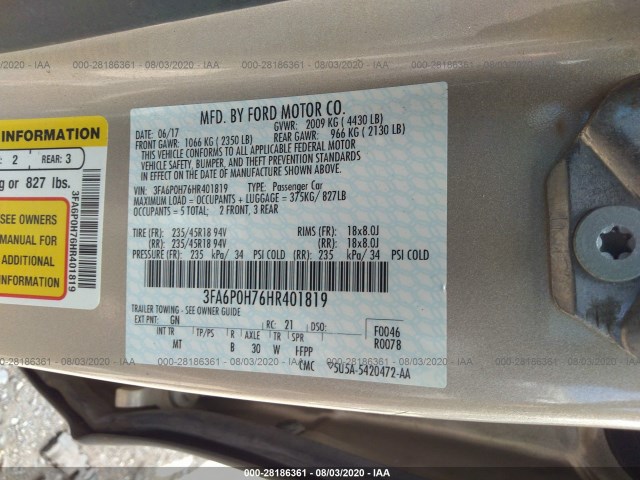 000-28186361 - 08/03/2020 - IAA
INFORMATION
2 REAR: 3
or 827 lbs.
SEE OWNERS
MANUAL FOR
ADDITIONAL
INFORMATION
3FA6P0H76HR401819
MFD. BY FORD MOTOR CO.
DATE: 06/17 GVWR: 2009 KG ( 4430 LB)
FRONT GAWR: 1066 KG ( 2350 LB) REAR GAWR: 966 KG ( 2130 LB)
THIS VEHICLE CONFORMS TO ALL APPLICABLE FEDERAL MOTOR
VEHICLE SAFETY, BUMPER, AND THEFT PREVENTION STANDARDS
IN EFFECT ON THE DATE OF MANUFACTURE SHOWN ABOVE.
VIN: 3FA6P0H76HR401819 TYPE: Passenger Car
MAXIMUM LOAD = OCCUPANTS + LUGGAGE = 375KG/ 827LB
OCCUPANTS = 5 TOTAL; 2 FRONT, 3 REAR
TIRE (FR): 235/45R18 94V RIMS (FR): 18x8.0J
(RR): 235/45R18 94V (RR): 18x8.0J
PRESSURE (FR): 235 kPa/ 34 PSI COLD (RR): 235 kPa/ 34 PSI COLD
3FA6P0H76HR401819
TRAILER TOWING - SEE OWNER GUIDE
EXT PNT: GN RC: 21 DSO:
INT TR TP/PS R AXLE TR SPR
MT B 30 W FFPP
F0046
R0078
CMC 5U5A-5420472-AA
000-28186361 - 08/03/2020 - IAA